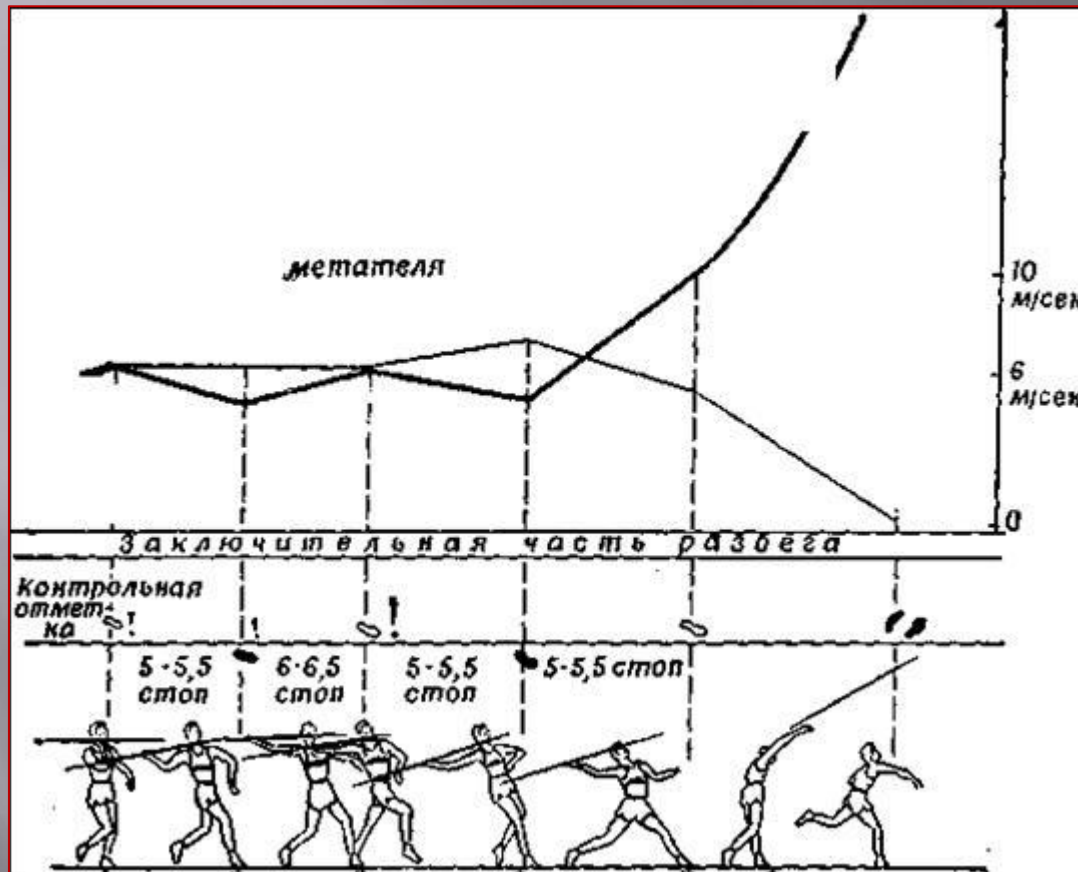 метателя
10
м/сек
6
м/сек
0
Заключительная часть разбега
Контрольная
отмет-
ка
5-5,5
стоп
6-6,5
стоп
5-5,5
стоп
5-5,5 стоп